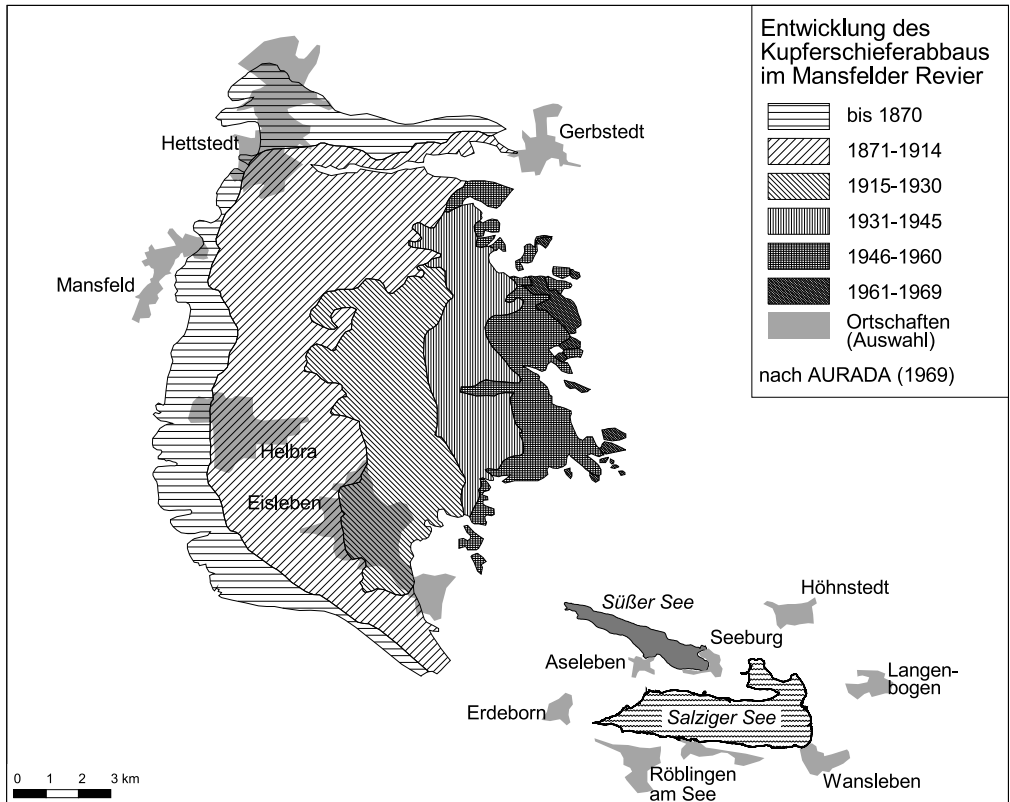 Entwicklung des
Kupferschieferabbaus
im Mansfelder Revier
bis 1870
1871-1914
1915-1930
1931-1945
1946-1960
1961-1969
Ortschaften
(Auswahl)
nach AURADA (1969)
Hettstedt
Gerbstedt
Mansfeld
Helbra
Eisleben
Höhnstedt
Süßer See
Seeburg
Aseleben
Langen-
bogen
Erdeborn
Salziger See
Röblingen
am See
Wansleben
0 1 2 3 km